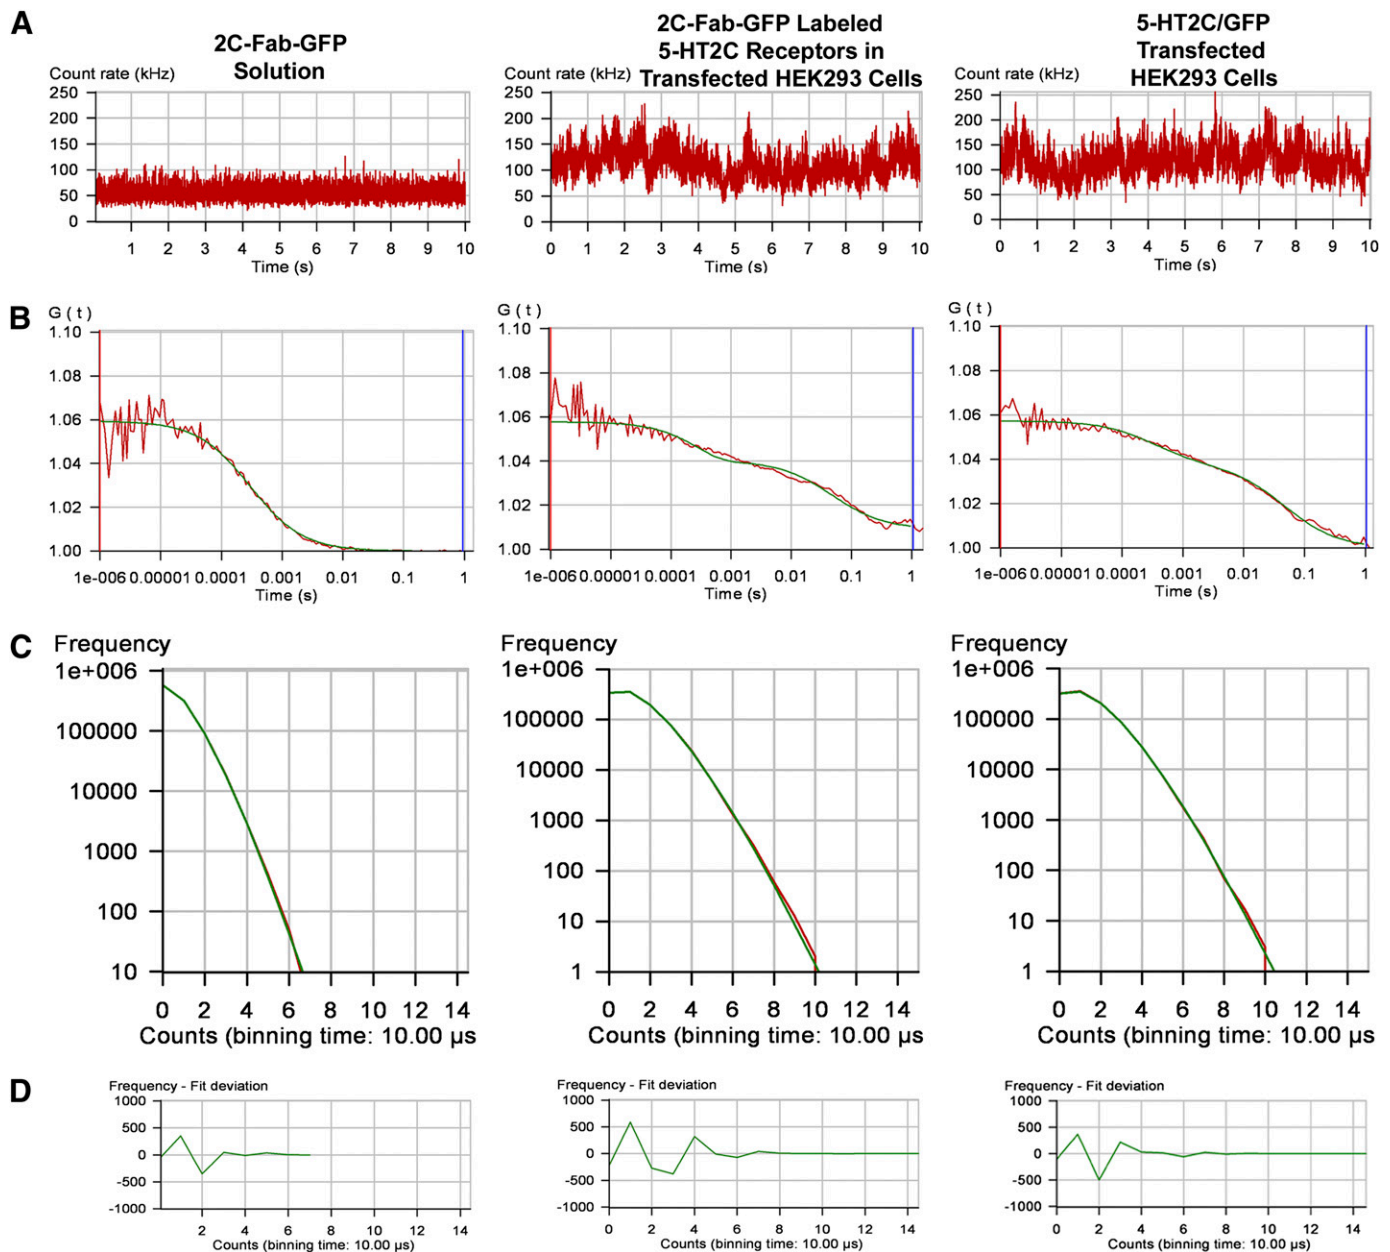 A
2C-Fab-GFP
Solution
2C-Fab-GFP Labeled
5-HT2C Receptors in
Transfected HEK293 Cells
5-HT2C/GFP
Transfected
HEK293 Cells
Count rate (kHz)
250
200
150
100
50
0
1 2 3 4 5 6 7 8 9 10
Time (s)
Count rate (kHz)
250
200
150
100
50
0
0 1 2 3 4 5 6 7 8 9 10
Time (s)
Count rate (kHz)
250
200
150
100
50
0
0 1 2 3 4 5 6 7 8 9 10
Time (s)
B
G ( t )
1.10
1.08
1.06
1.04
1.02
1.00
1e-006 0.00001 0.0001 0.001 0.01 0.1 1
Time (s)
G ( t )
1.10
1.08
1.06
1.04
1.02
1.00
1e-006 0.00001 0.0001 0.001 0.01 0.1 1
Time (s)
G ( t )
1.10
1.08
1.06
1.04
1.02
1.00
1e-006 0.00001 0.0001 0.001 0.01 0.1 1
Time (s)
C
Frequency
1e+006
100000
10000
1000
100
10
0 2 4 6 8 10 12 14
Counts (binning time: 10.00 µs
Frequency
1e+006
100000
10000
1000
100
10
1
0 2 4 6 8 10 12 14
Counts (binning time: 10.00 µs
Frequency
1e+006
100000
10000
1000
100
10
1
0 2 4 6 8 10 12 14
Counts (binning time: 10.00 µs
D
Frequency - Fit deviation
1000
500
0
-500
-1000
2 4 6 8 10 12 14
Counts (binning time: 10.00 µs)
Frequency - Fit deviation
1000
500
0
-500
-1000
0 2 4 6 8 10 12 14
Counts (binning time: 10.00 µs)
Frequency - Fit deviation
1000
500
0
-500
-1000
0 2 4 6 8 10 12 14
Counts (binning time: 10.00 µs)